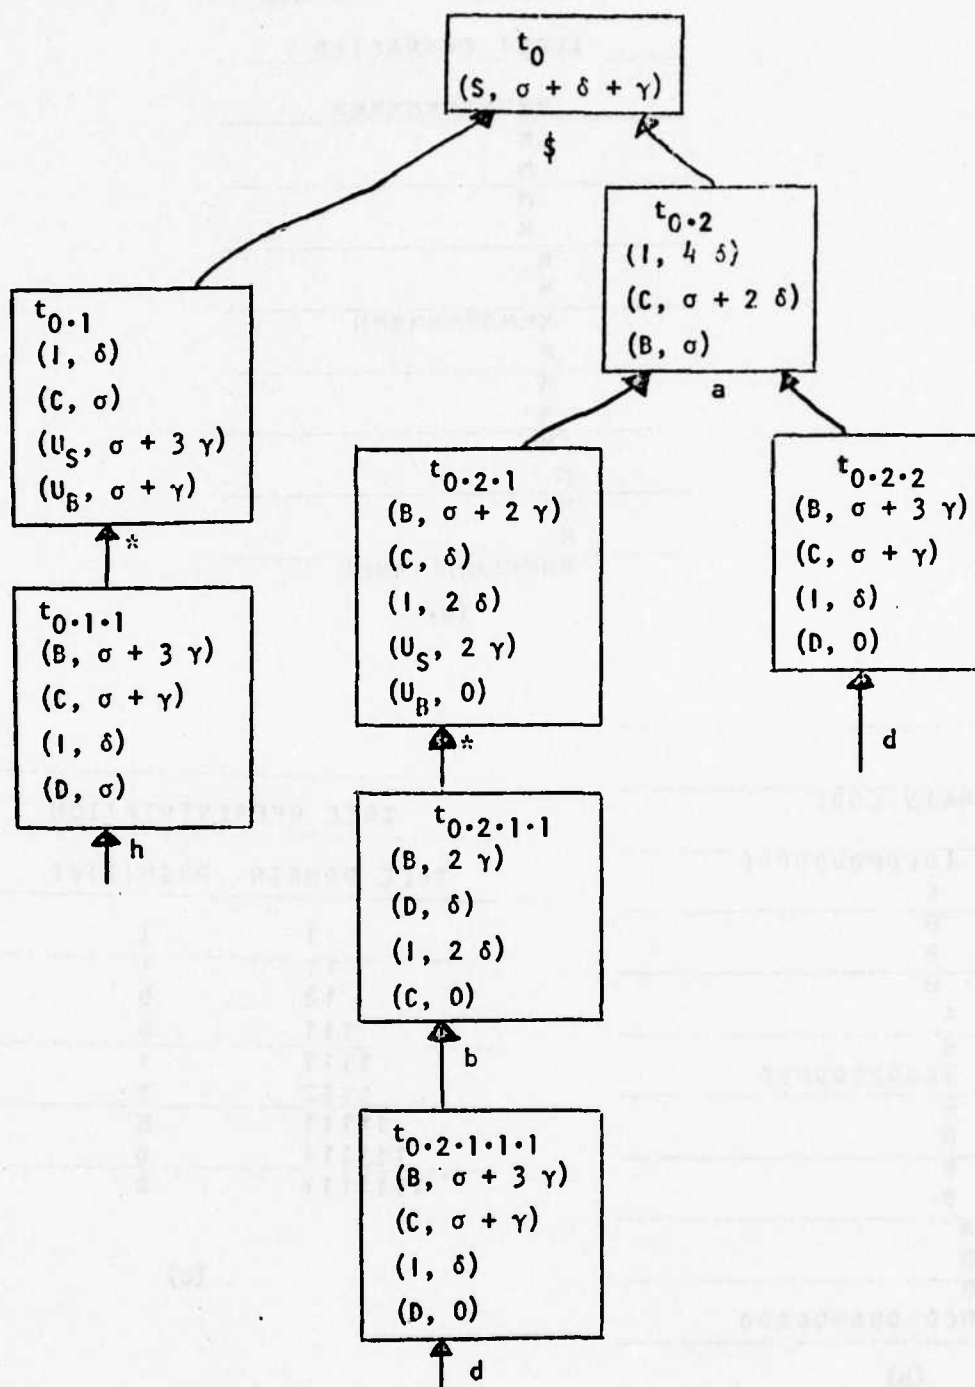 t0
(S, σ + δ + γ)
$
t0·2
(I, 4 δ)
(C, σ + 2 δ)
(B, σ)
a
t0·1
(I, δ)
(C, σ)
(US, σ + 3 γ)
(UB, σ + γ)
*
t0·1·1
(B, σ + 3 γ)
(C, σ + γ)
(I, δ)
(D, σ)
h
t0·2·1
(B, σ + 2 γ)
(C, δ)
(I, 2 δ)
(US, 2 γ)
(UB, 0)
*
t0·2·2
(B, σ + 3 γ)
(C, σ + γ)
(I, δ)
(D, 0)
d
t0·2·1·1
(B, 2 γ)
(D, δ)
(I, 2 δ)
(C, 0)
b
t0·2·1·1·1
(B, σ + 3 γ)
(C, σ + γ)
(I, δ)
(D, 0)
d